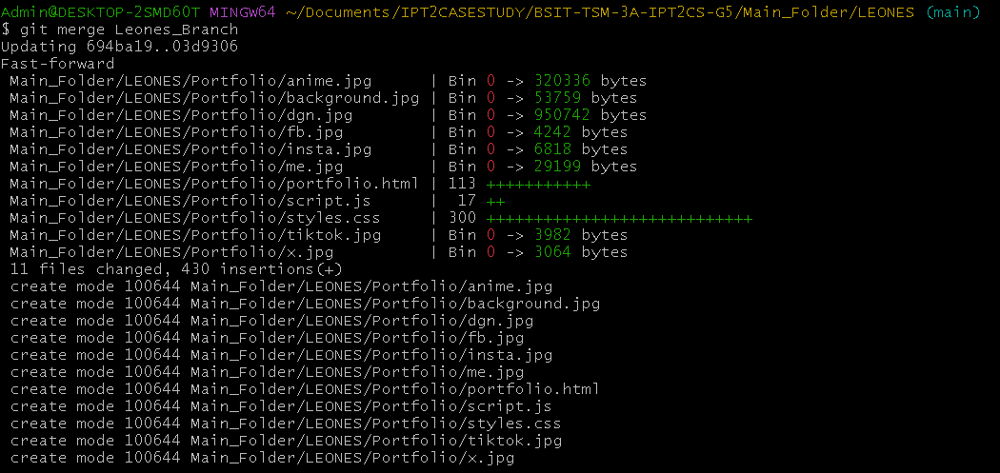 Admin@DESKTOP-2SMD60T MINGW64 ~/Documents/IPT2CASESTUDY/BSIT-TSM-3A-IPT2CS-G5/Main_Folder/LEONES (main)
$ git merge Leones_Branch
Updating 694ba19..03d9306
Fast-forward
 Main_Folder/LEONES/Portfolio/anime.jpg      | Bin 0 -> 320336 bytes
 Main_Folder/LEONES/Portfolio/background.jpg | Bin 0 -> 53759 bytes
 Main_Folder/LEONES/Portfolio/dgn.jpg        | Bin 0 -> 950742 bytes
 Main_Folder/LEONES/Portfolio/fb.jpg         | Bin 0 -> 4242 bytes
 Main_Folder/LEONES/Portfolio/insta.jpg      | Bin 0 -> 6818 bytes
 Main_Folder/LEONES/Portfolio/me.jpg         | Bin 0 -> 29199 bytes
 Main_Folder/LEONES/Portfolio/portfolio.html | 113 +++++++++++
 Main_Folder/LEONES/Portfolio/script.js      |  17 ++
 Main_Folder/LEONES/Portfolio/styles.css     | 300 ++++++++++++++++++++++++++++
 Main_Folder/LEONES/Portfolio/tiktok.jpg     | Bin 0 -> 3982 bytes
 Main_Folder/LEONES/Portfolio/x.jpg          | Bin 0 -> 3064 bytes
 11 files changed, 430 insertions(+)
 create mode 100644 Main_Folder/LEONES/Portfolio/anime.jpg
 create mode 100644 Main_Folder/LEONES/Portfolio/background.jpg
 create mode 100644 Main_Folder/LEONES/Portfolio/dgn.jpg
 create mode 100644 Main_Folder/LEONES/Portfolio/fb.jpg
 create mode 100644 Main_Folder/LEONES/Portfolio/insta.jpg
 create mode 100644 Main_Folder/LEONES/Portfolio/me.jpg
 create mode 100644 Main_Folder/LEONES/Portfolio/portfolio.html
 create mode 100644 Main_Folder/LEONES/Portfolio/script.js
 create mode 100644 Main_Folder/LEONES/Portfolio/styles.css
 create mode 100644 Main_Folder/LEONES/Portfolio/tiktok.jpg
 create mode 100644 Main_Folder/LEONES/Portfolio/x.jpg